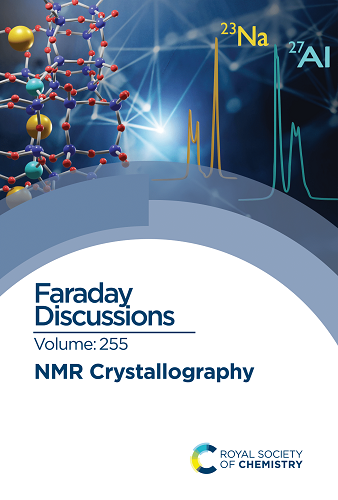 ²³Na
²⁷Al
Faraday
Discussions
Volume: 255
NMR Crystallography
ROYAL SOCIETY
OF CHEMISTRY